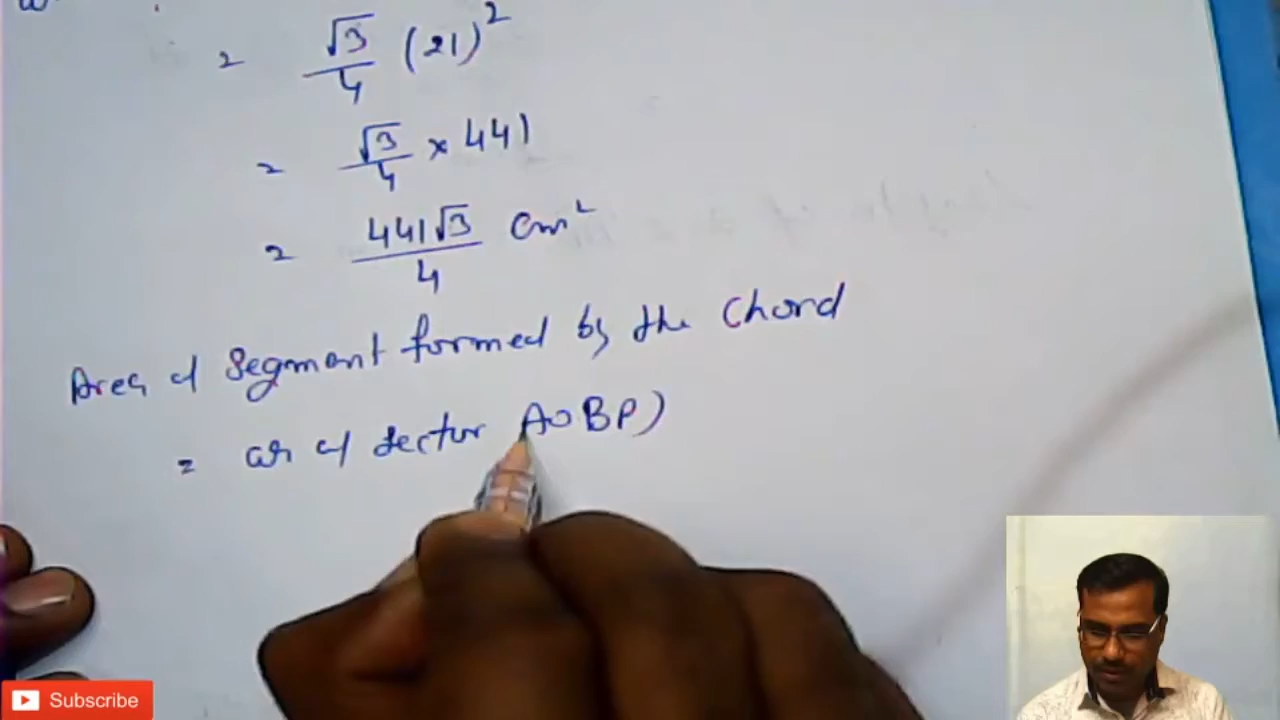 = √3/4 (21)²
= √3/4 × 441
= 441√3/4 cm²
Area of Segment formed by the Chord
= ar of sector AOBP)
Subscribe